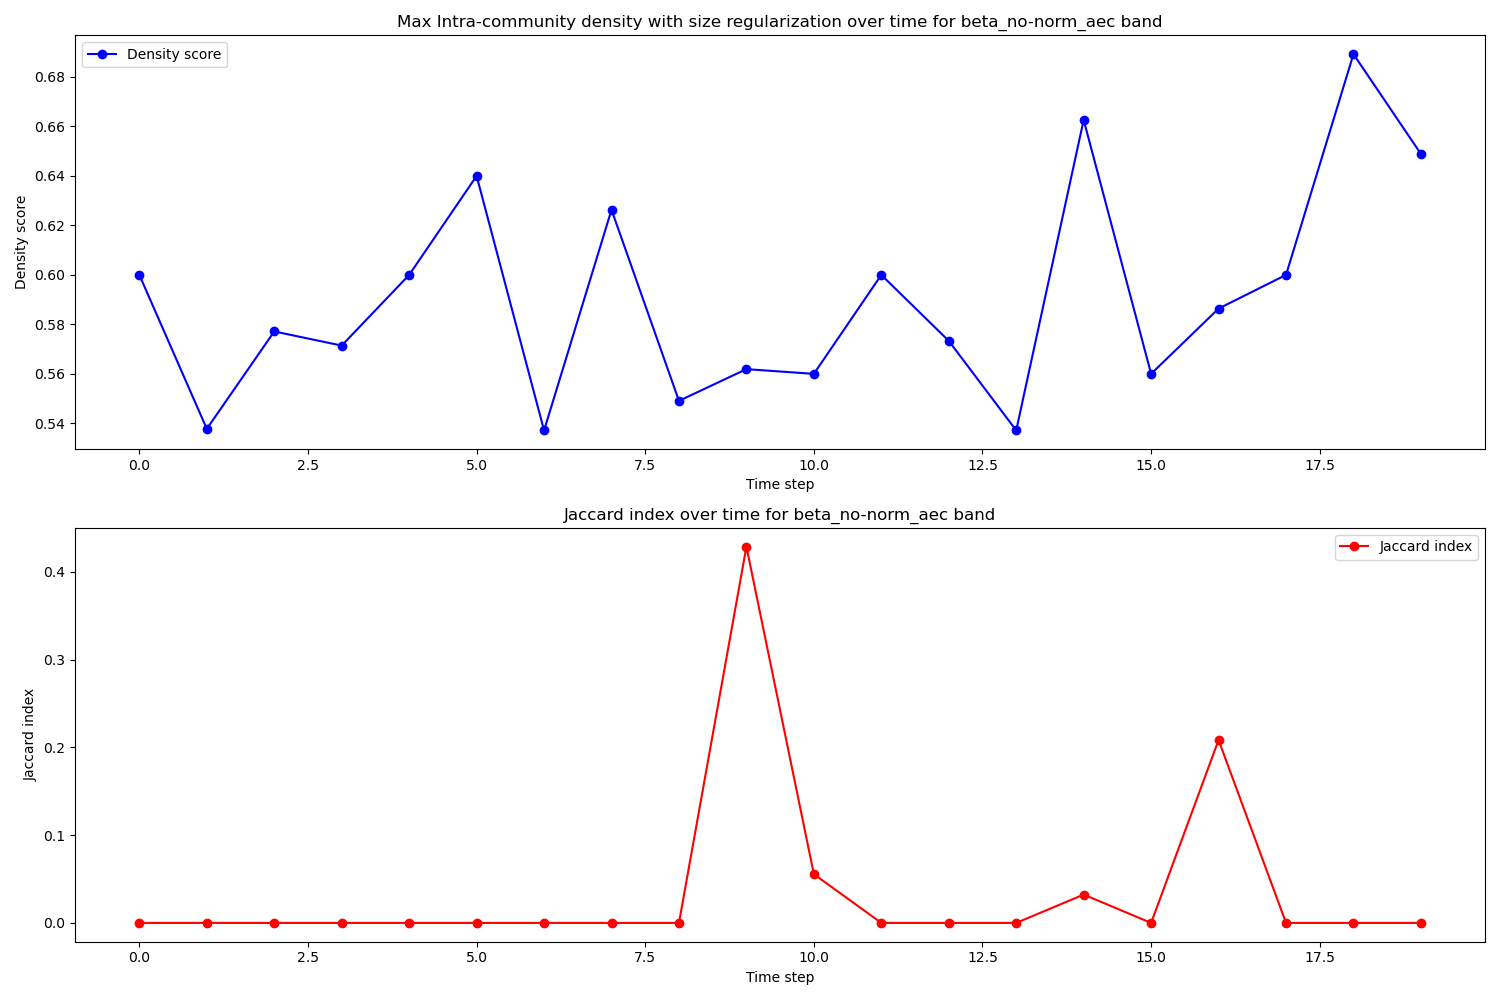 Max Intra-community density with size regularization over time for beta_no-norm_aec band
Density score
0.68
0.66
0.64
0.62
0.60
0.58
0.56
0.54
Density score
0.0 2.5 5.0 7.5 10.0 12.5 15.0 17.5
Time step
Jaccard index over time for beta_no-norm_aec band
Jaccard index
0.4
0.3
0.2
0.1
0.0
Jaccard index
0.0 2.5 5.0 7.5 10.0 12.5 15.0 17.5
Time step